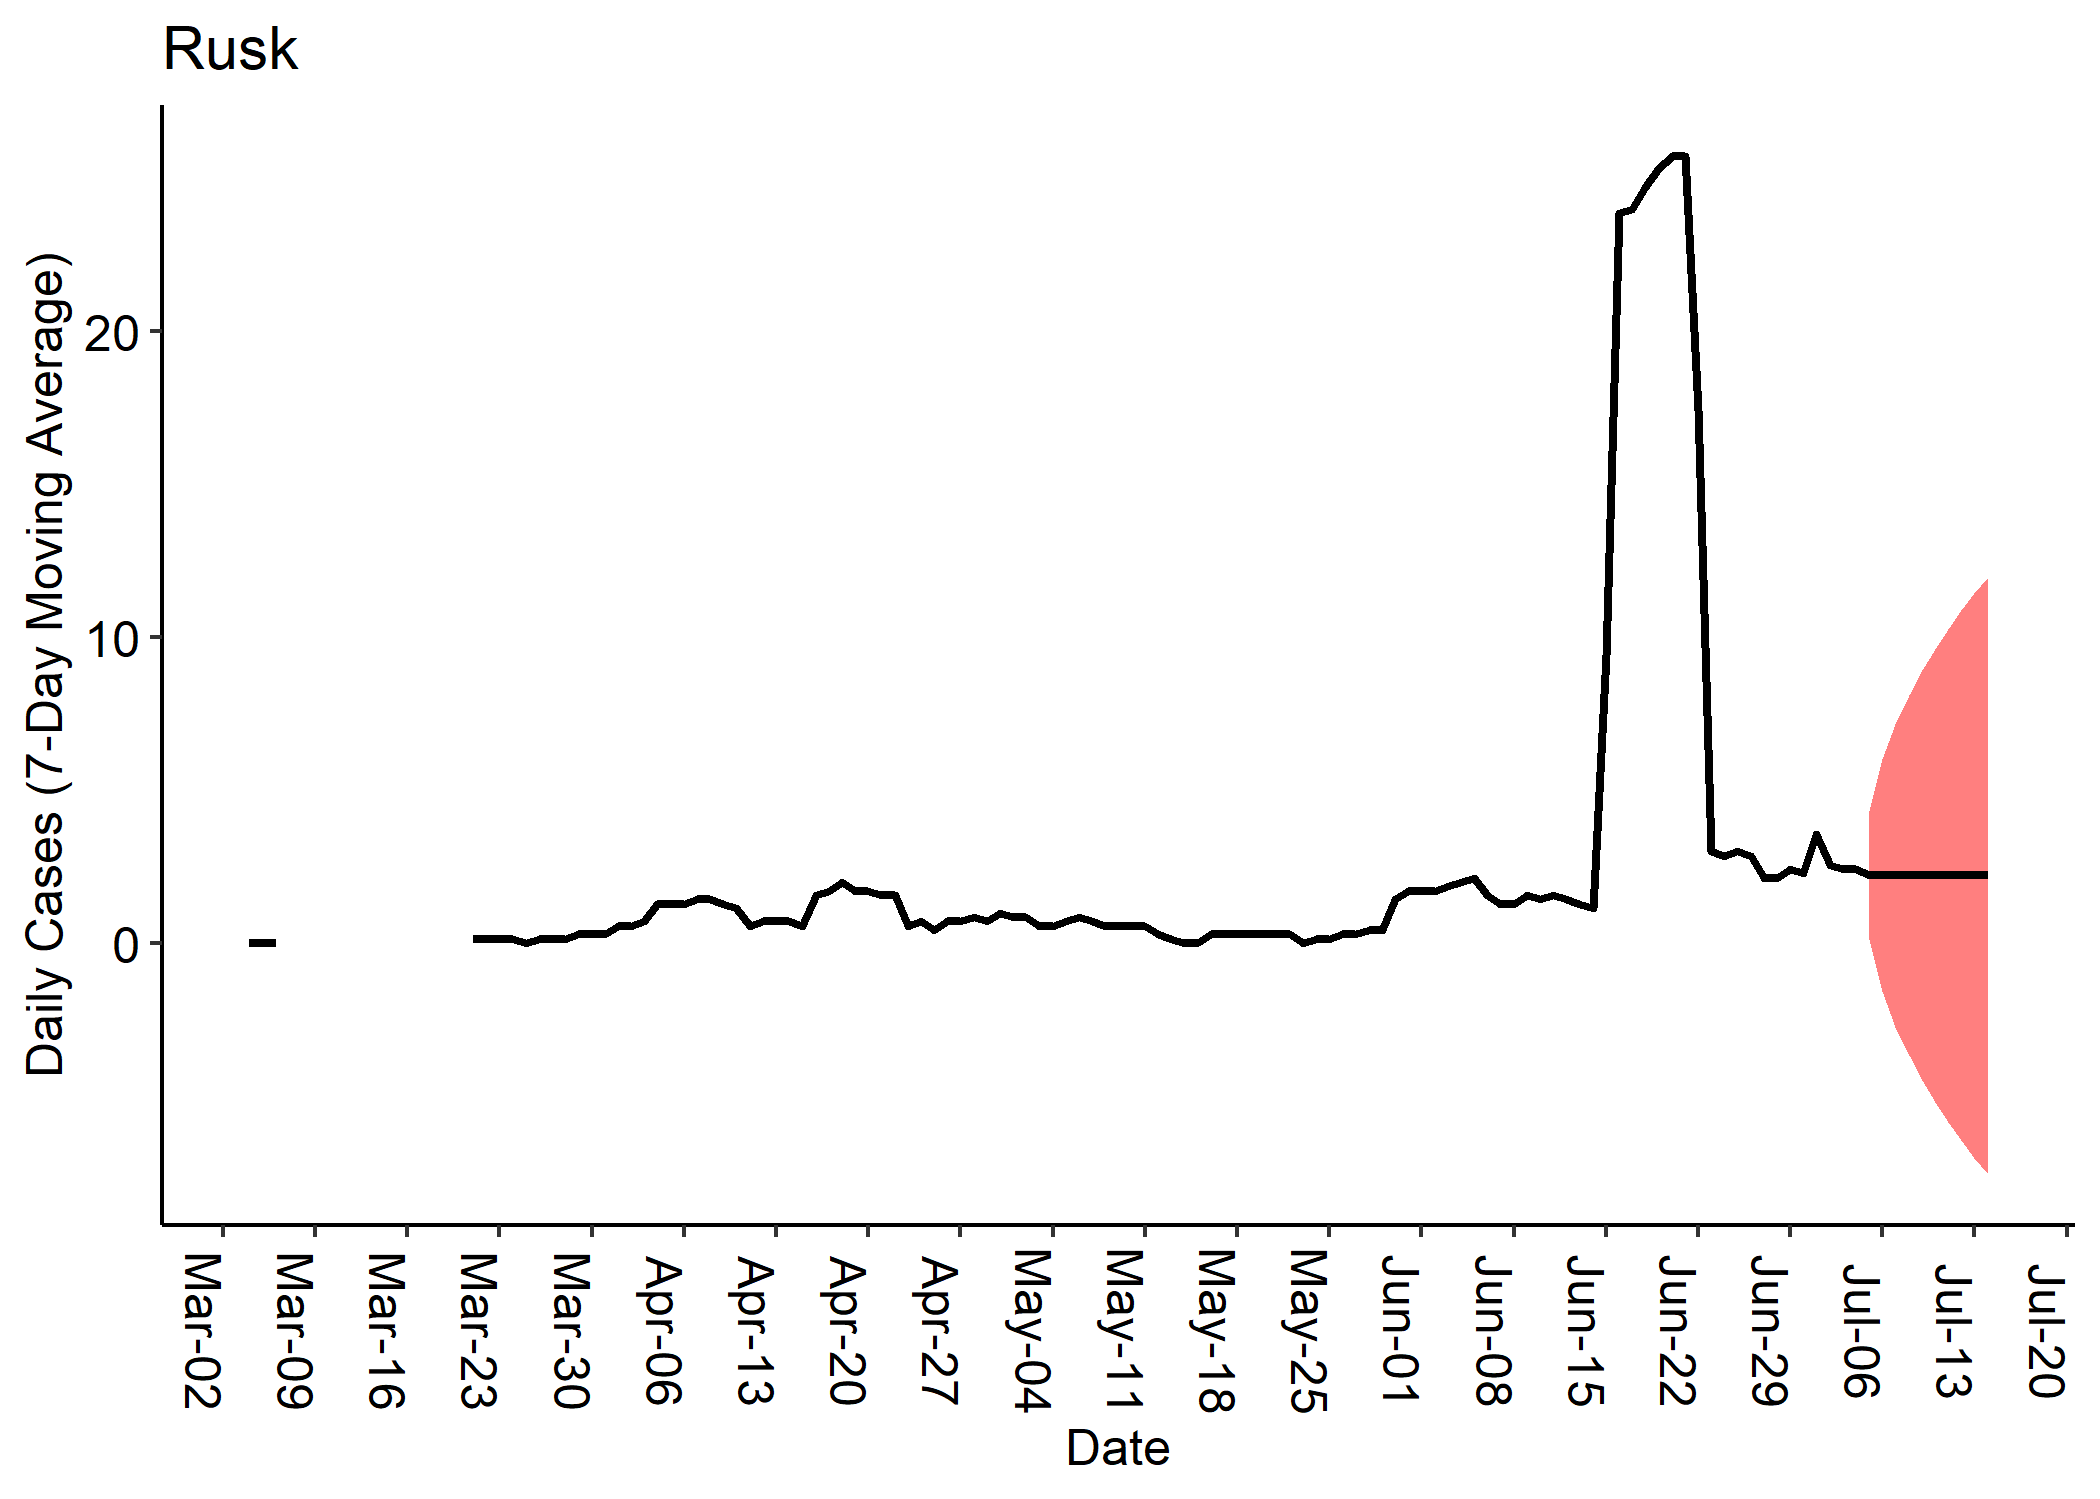 Rusk
Daily Cases (7-Day Moving Average)
20
10
0
Mar-02
Mar-09
Mar-16
Mar-23
Mar-30
Apr-06
Apr-13
Apr-20
Apr-27
May-04
May-11
May-18
May-25
Jun-01
Jun-08
Jun-15
Jun-22
Jun-29
Jul-06
Jul-13
Jul-20
Date